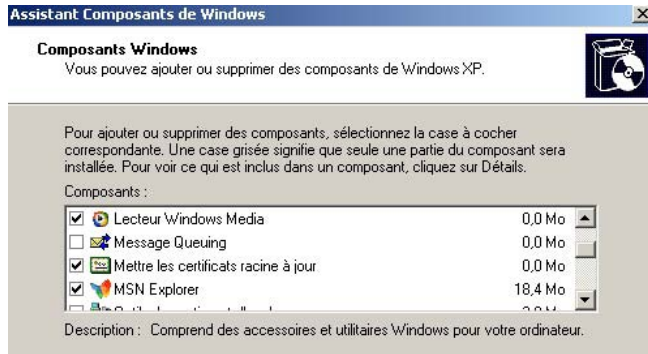 Assistant Composants de Windows
Composants Windows
Vous pouvez ajouter ou supprimer des composants de Windows XP.
Pour ajouter ou supprimer des composants, sélectionnez la case à cocher
correspondante. Une case grisée signifie que seule une partie du composant sera
installée. Pour voir ce qui est inclus dans un composant, cliquez sur Détails.
Composants :
Lecteur Windows Media 0,0 Mo
Message Queuing 0,0 Mo
Mettre les certificats racine à jour 0,0 Mo
MSN Explorer 18,4 Mo
Description : Comprend des accessoires et utilitaires Windows pour votre ordinateur.